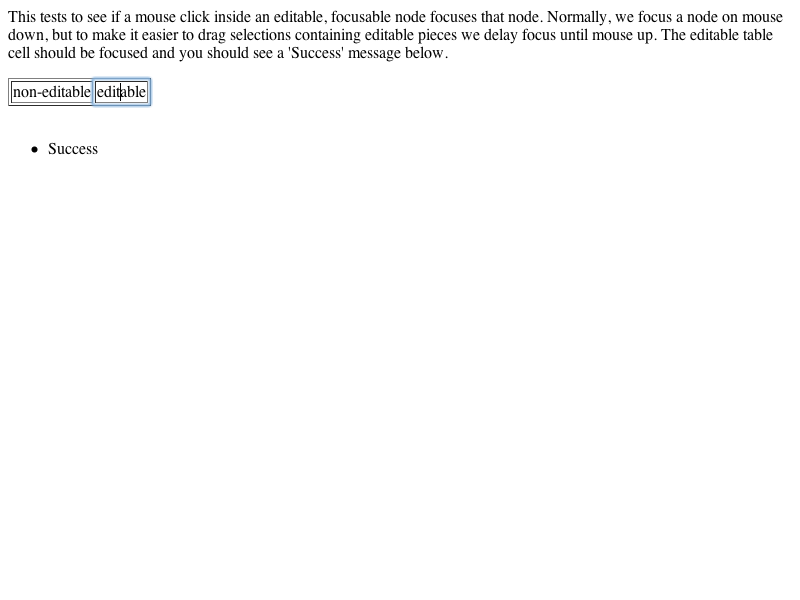 This tests to see if a mouse click inside an editable, focusable node focuses that node. Normally, we focus a node on mouse
down, but to make it easier to drag selections containing editable pieces we delay focus until mouse up. The editable table
cell should be focused and you should see a 'Success' message below.
non-editable editable
• Success